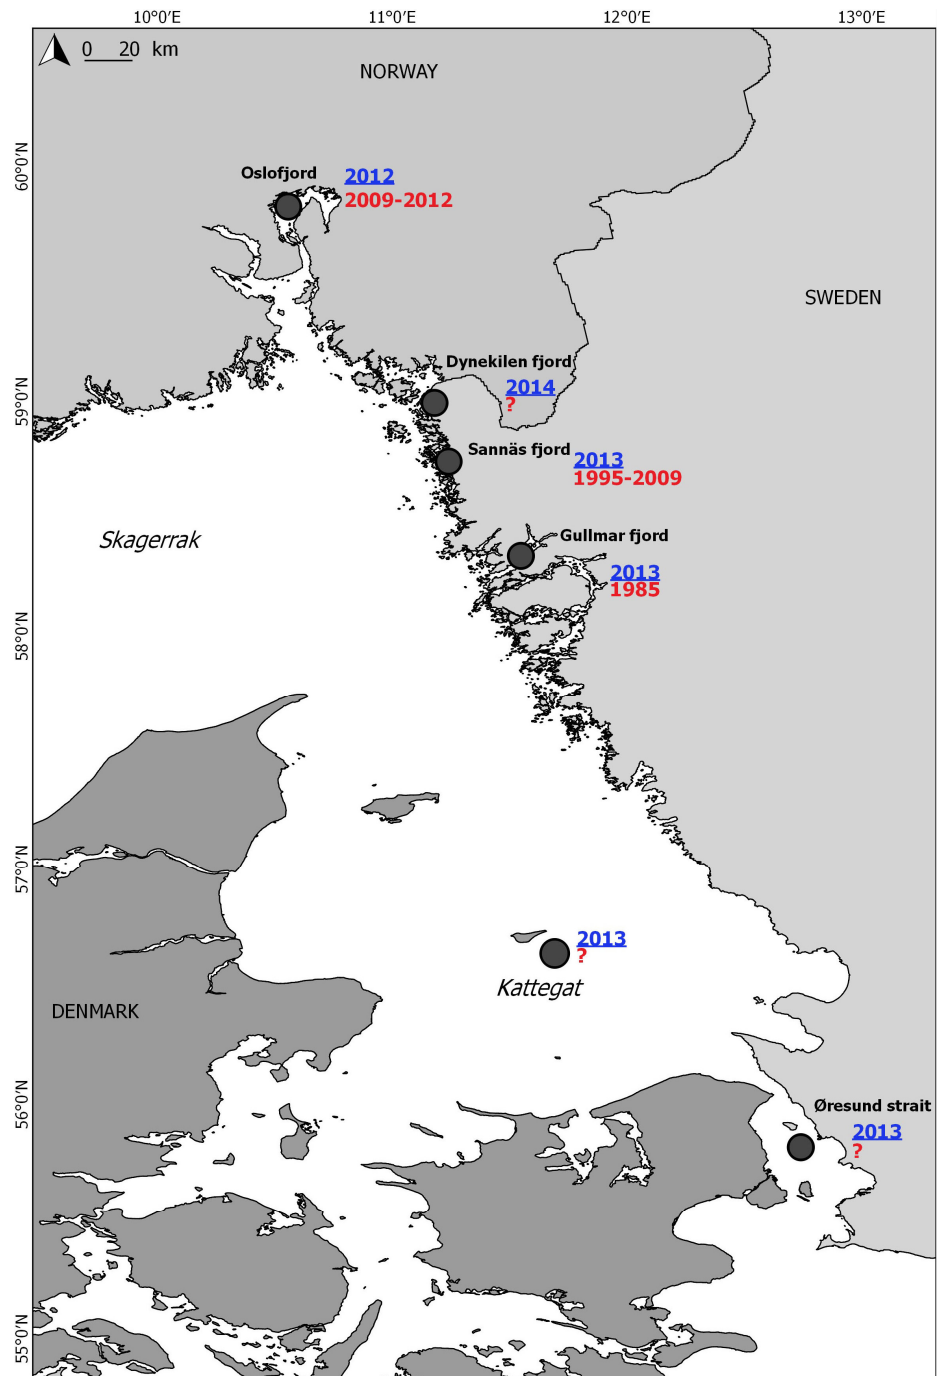 10°0'E 11°0'E 12°0'E 13°0'E
0 20 km
NORWAY
60°0'N
Oslofjord
2012
2009-2012
SWEDEN
Dynekilen fjord
59°0'N
2014
?
Sannäs fjord
2013
1995-2009
Skagerrak
Gullmar fjord
2013
1985
58°0'N
57°0'N
2013
?
Kattegat
DENMARK
56°0'N
Øresund strait
2013
?
55°0'N